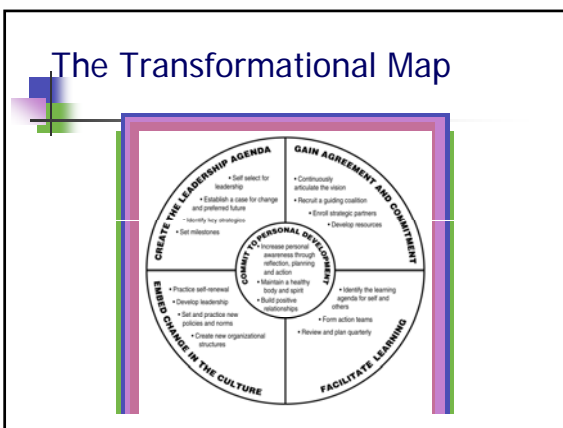 The Transformational Map
CREATE THE LEADERSHIP AGENDA
• Self select for
leadership
• Establish a case for change
and preferred future
• Identify key strategies
• Set milestones
GAIN AGREEMENT AND COMMITMENT
• Continuously
articulate the vision
• Recruit a guiding coalition
• Enroll strategic partners
• Develop resources
COMMIT TO PERSONAL DEVELOPMENT
• Increase personal
awareness through
reflection, planning
and action
• Maintain a healthy
body and spirit
• Build positive
relationships
EMBED CHANGE IN THE CULTURE
• Practice self-renewal
• Develop leadership
• Set and practice new
policies and norms
• Create new organizational
structures
FACILITATE LEARNING
• Identify the learning
agenda for self and
others
• Form action teams
• Review and plan quarterly